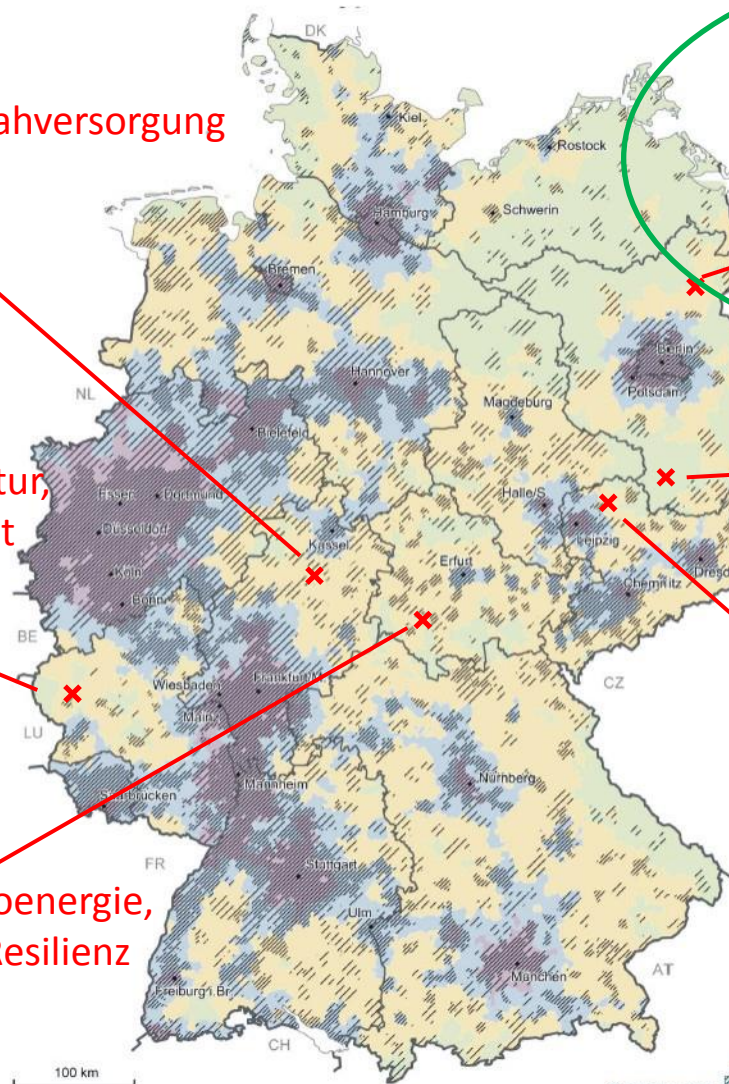 DK
ahversorgung
Kiel
Rostock
Schwerin
Hamburg
Bremen
NL
Hannover
Berlin
Potsdam
Magdeburg
Bielefeld
tur,
t
Essen
Dortmund
Düsseldorf
Halle/S
Leipzig
Kassel
Köln
Erfurt
Dresd
Chemnitz
Bonn
BE
Wiesbaden
Frankfurt/M.
CZ
Mainz
LU
Nürnberg
Mannheim
Saarbrücken
FR
Stuttgart
oenergie,
Resilienz
Ulm
München
AT
Freiburg i.Br.
CH
100 km